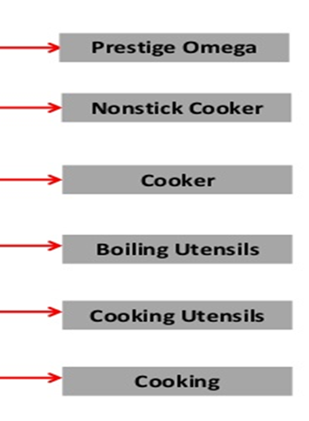 Prestige Omega
Nonstick Cooker
Cooker
Boiling Utensils
Cooking Utensils
Cooking